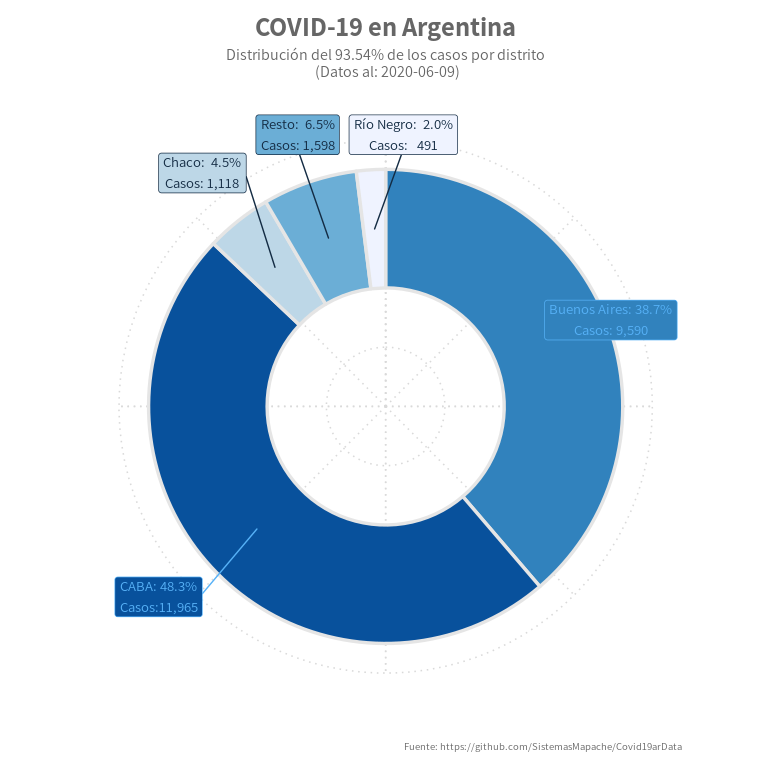 COVID-19 en Argentina
Distribución del 93.54% de los casos por distrito
(Datos al: 2020-06-09)
Resto: 6.5%
Casos: 1,598
Río Negro: 2.0%
Casos: 491
Chaco: 4.5%
Casos: 1,118
Buenos Aires: 38.7%
Casos: 9,590
CABA: 48.3%
Casos:11,965
Fuente: https://github.com/SistemasMapache/Covid19arData